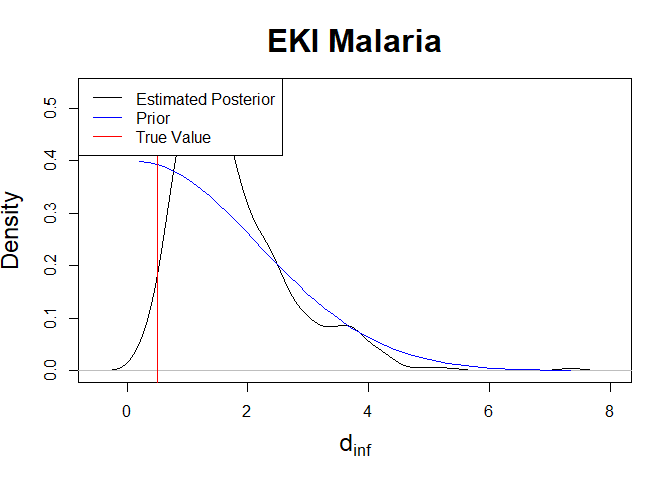 EKI Malaria
Estimated Posterior
Prior
True Value
Density
0.0
0.1
0.2
0.3
0.4
0.5
0
2
4
6
8
d_inf